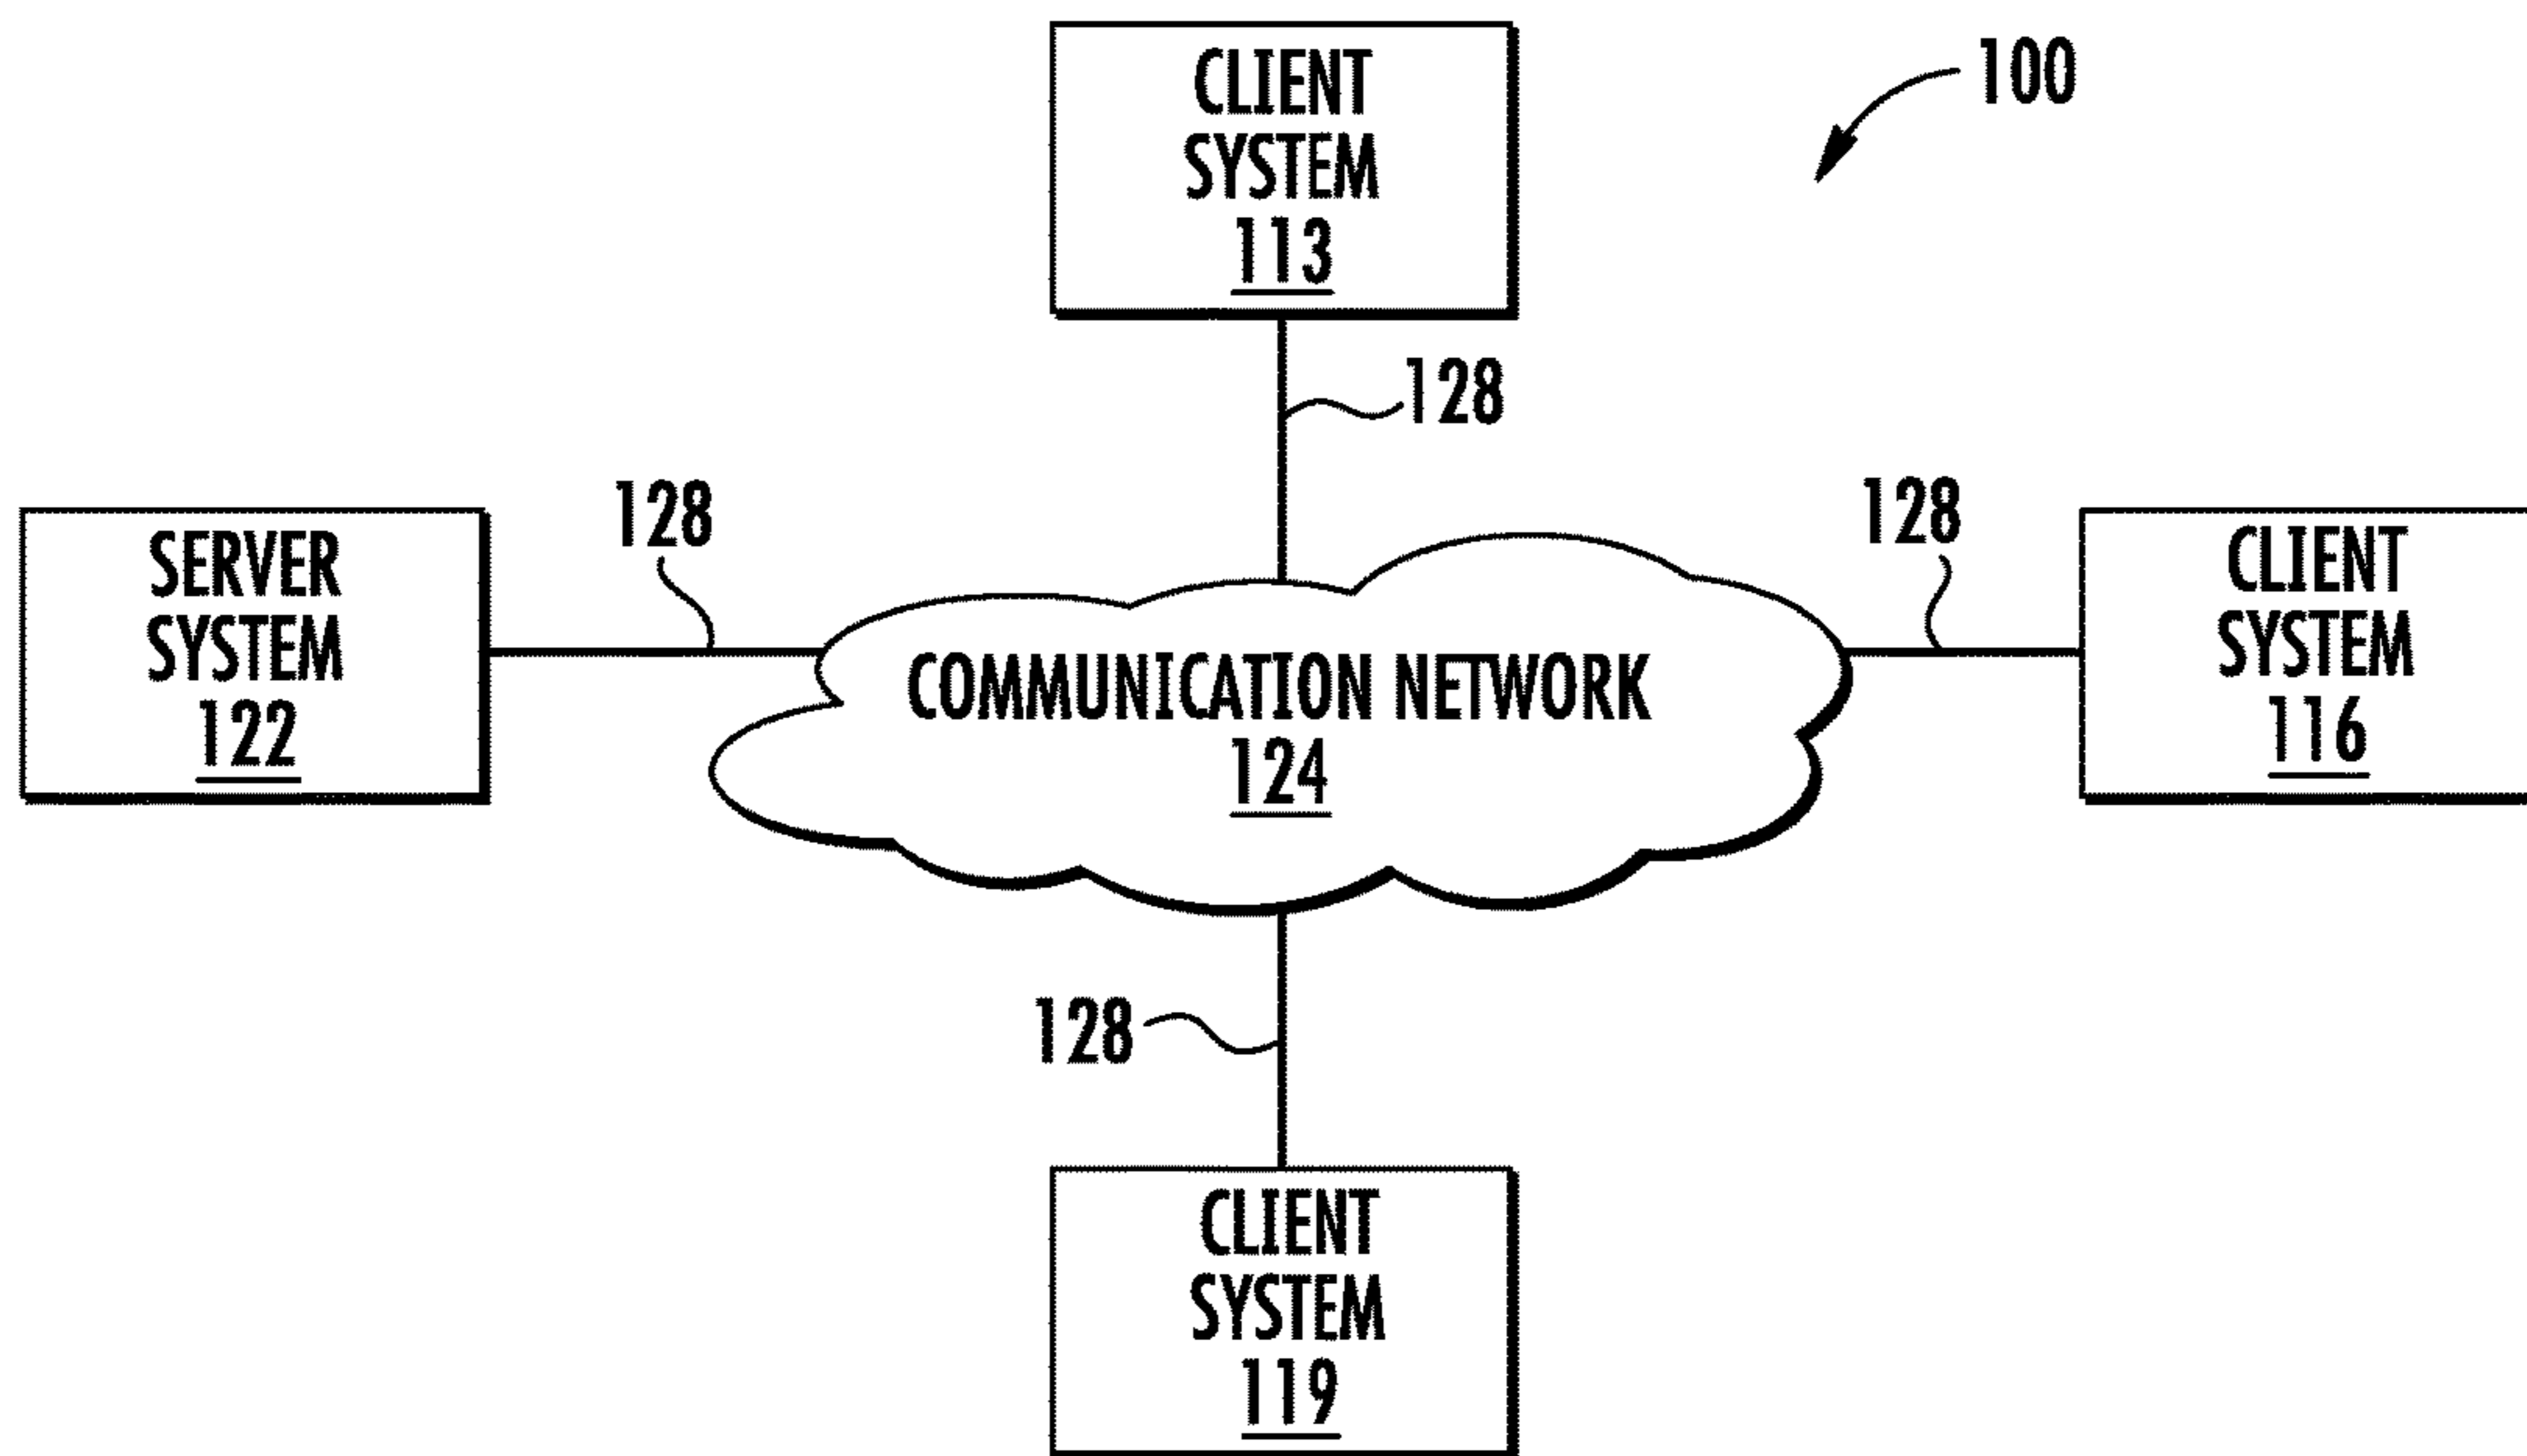 CLIENT
SYSTEM
113
100
128
SERVER
SYSTEM
122
128
COMMUNICATION NETWORK
124
128
CLIENT
SYSTEM
116
128
CLIENT
SYSTEM
119